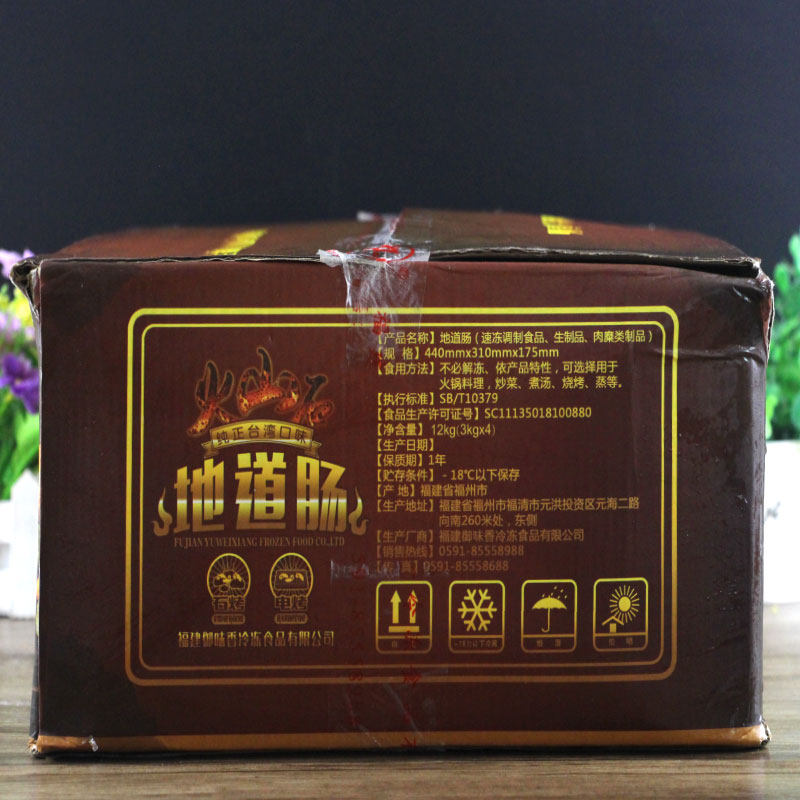 火山石
纯正台湾口味
地道肠
FUJIAN YUWEIXIANG FROZEN FOOD CO.,LTD
石烤
电烤
福建御味香冷冻食品有限公司
【产品名称】地道肠（速冻调制食品、生制品、肉糜类制品）
【规 格】440mmx310mmx175mm
【食用方法】不必解冻、依产品特性，可选择用于
火锅料理，炒菜、煮汤、烧烤、蒸等。
【执行标准】SB/T10379
【食品生产许可证号】SC11135018100880
【净含量】12kg(3kgx4)
【生产日期】
【保质期】1年
【贮存条件】-18℃以下保存
【产 地】福建省福州市
【生产地址】福建省福州市福清市元洪投资区元海二路
向南260米处，东侧
【生产厂商】福建御味香冷冻食品有限公司
【销售热线】0591-85558988
【传 真】0591-85558688
-18℃以下冷藏